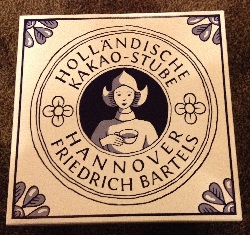 HOLLÄNDISCHE
KAKAO-STUBE
HANNOVER
FRIEDRICH BARTELS